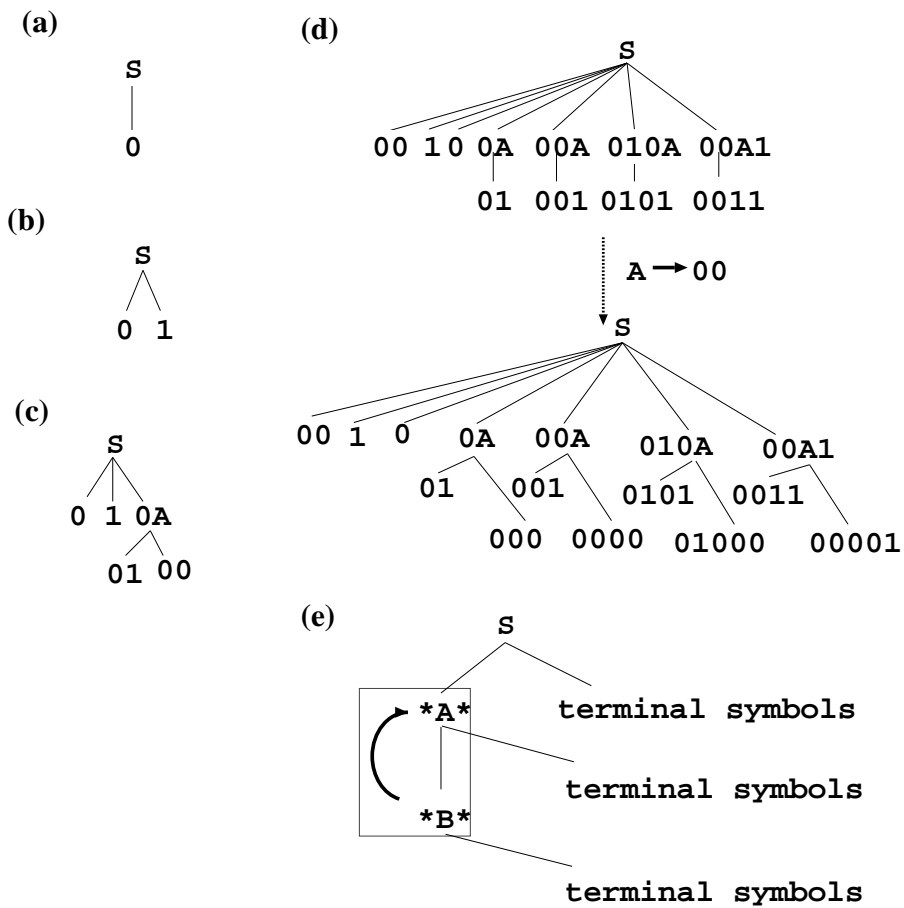 (a)
S
0
(b)
S
0 1
(c)
S
0 1 0A
01 00
(d)
S
00 1 0 0A 00A 010A 00A1
01 001 0101 0011
A → 00
S
00 1 0 0A 00A 010A 00A1
01 001 0101 0011
000 0000 01000 00001
(e)
S
*A* terminal symbols
terminal symbols
*B*
terminal symbols